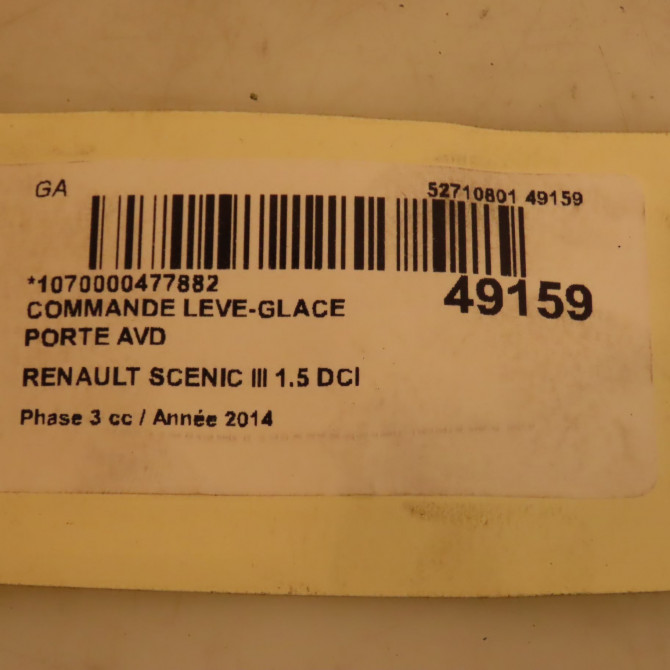 GA
52710801 49159
*1070000477882
49159
COMMANDE LEVE-GLACE
PORTE AVD
RENAULT SCENIC III 1.5 DCI
Phase 3 cc / Année 2014